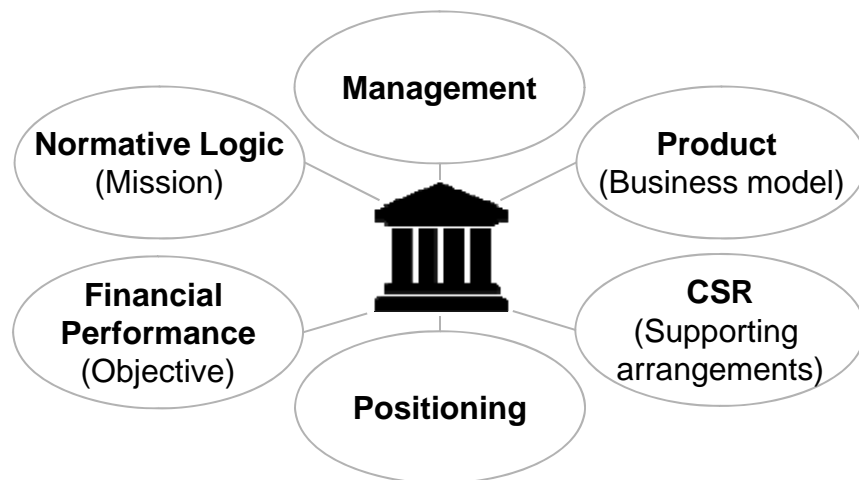 Management
Normative Logic
(Mission)
Product
(Business model)
Financial
Performance
(Objective)
CSR
(Supporting
arrangements)
Positioning